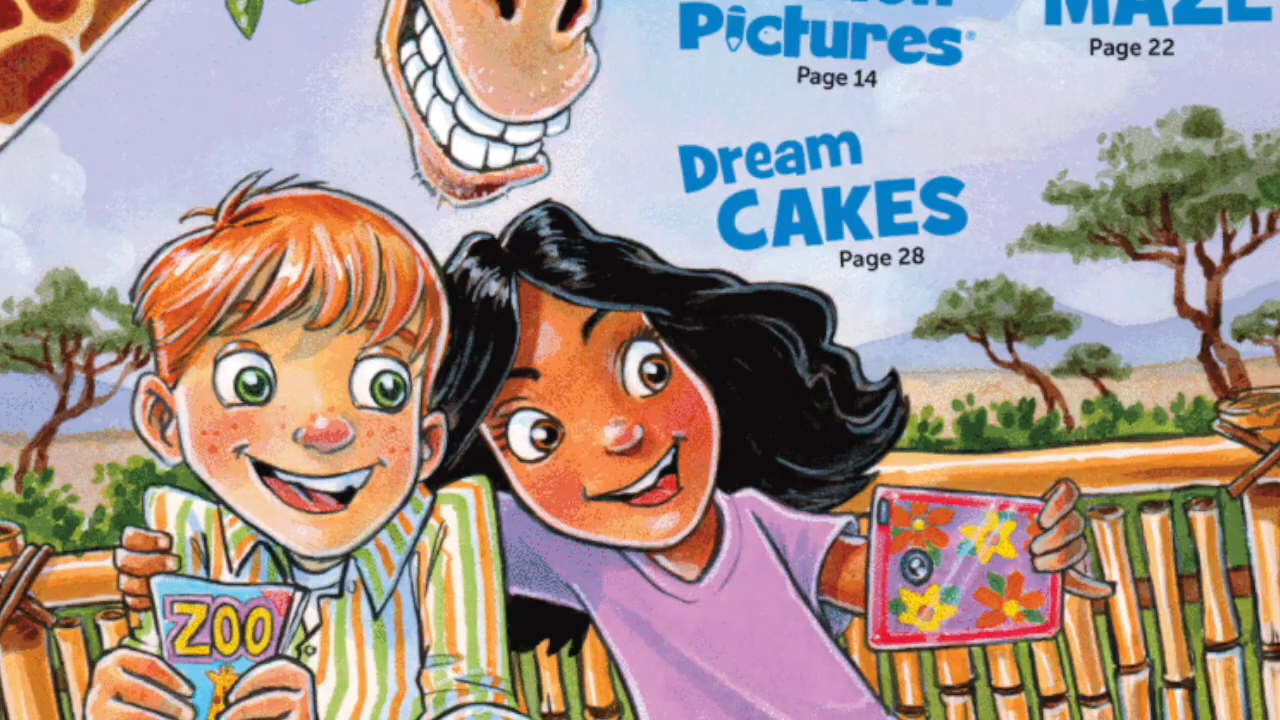 Pictures®
Page 14
MAZE
Page 22
Dream
CAKES
Page 28
ZOO